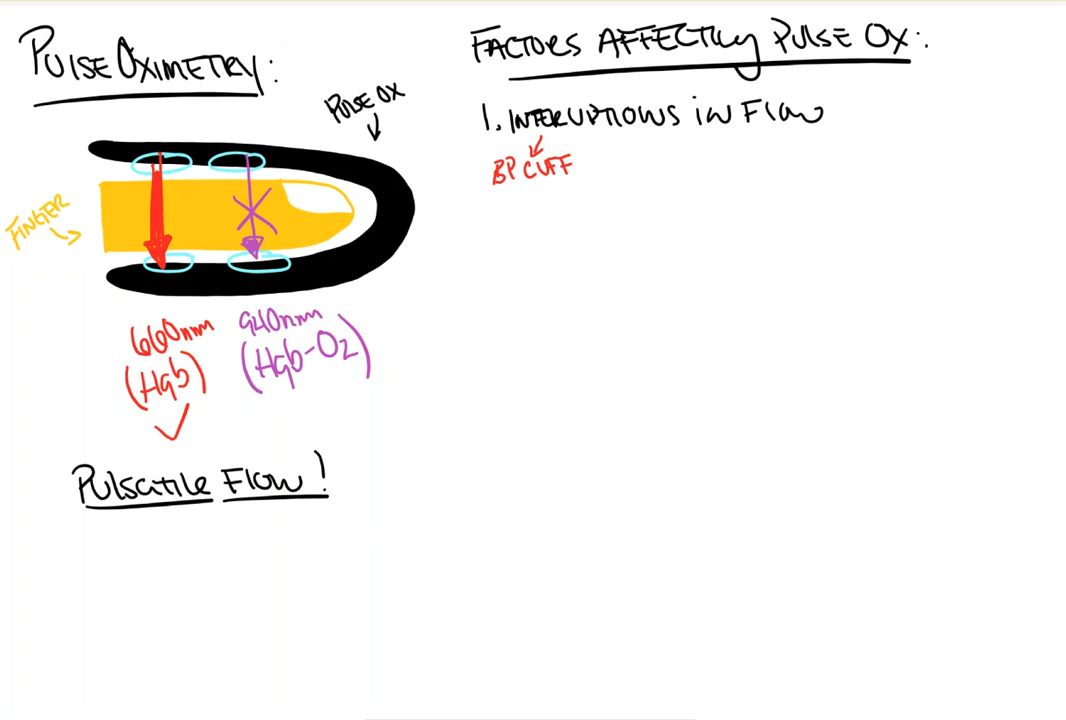 PULSE OXIMETRY:
PULSE OX
FINGER
660nm
(Hgb)
940nm
(Hgb-O2)
PULSATILE FLOW!
FACTORS AFFECTING PULSE OX:
1. INTERUPTIONS IN FLOW
BP CUFF